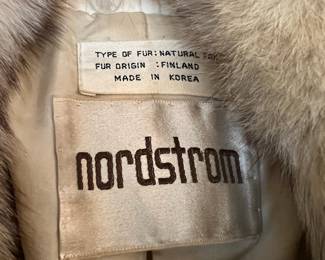 TYPE OF FUR: NATURAL FOX
FUR ORIGIN :FINLAND
MADE IN KOREA
nordstrom